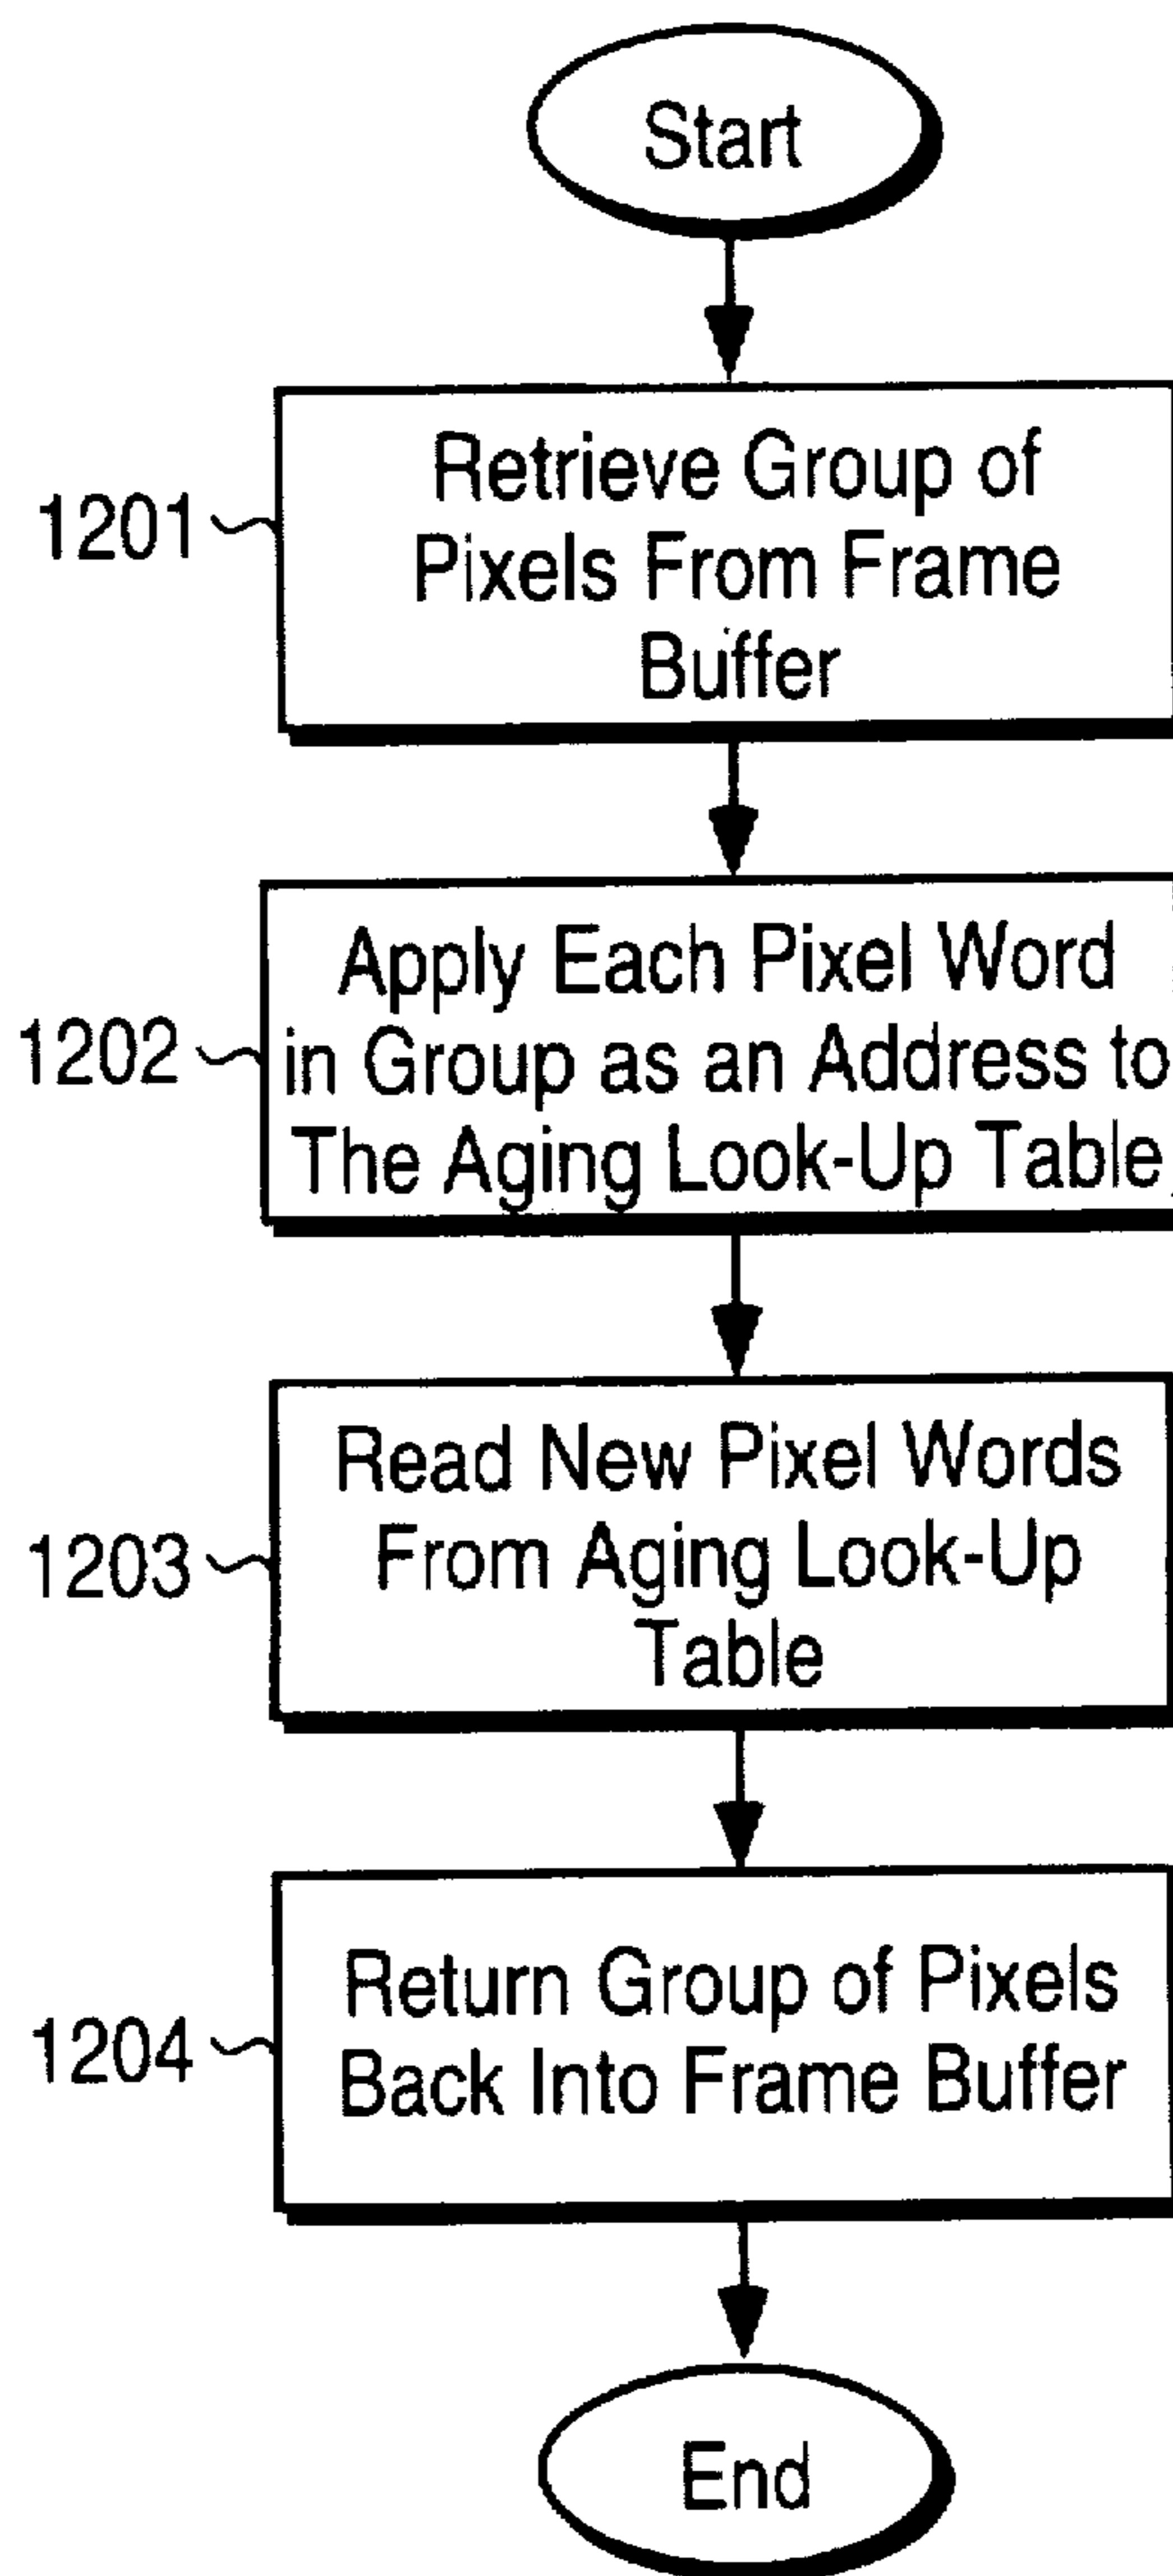 Start
1201
Retrieve Group of
Pixels From Frame
Buffer
1202
Apply Each Pixel Word
in Group as an Address to
The Aging Look-Up Table
1203
Read New Pixel Words
From Aging Look-Up
Table
1204
Return Group of Pixels
Back Into Frame Buffer
End